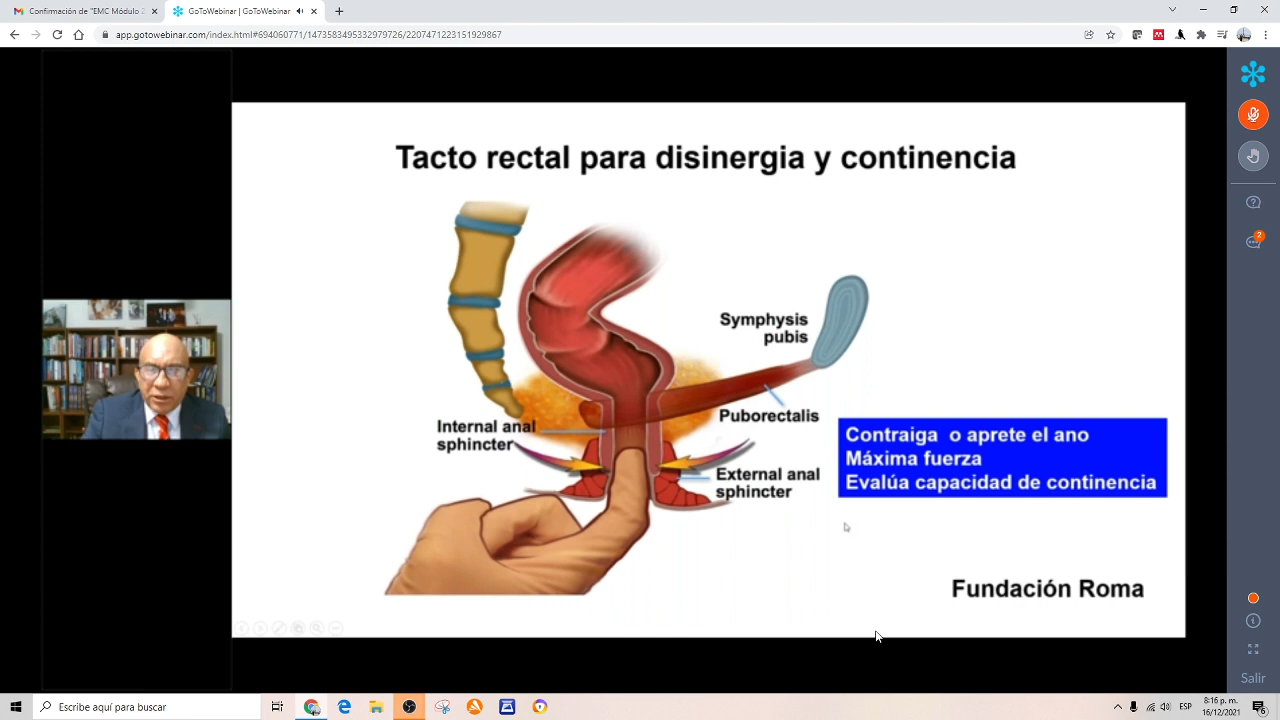 Confirmación de "EMC Módulo
GoToWebinar | GoToWebinar
app.gotowebinar.com/index.html#694060771/1473583495332979726/2207471223151929867
Tacto rectal para disinergia y continencia
Symphysis
pubis
Puborectalis
Internal anal
sphincter
External anal
sphincter
Contraiga o aprete el ano
Máxima fuerza
Evalúa capacidad de continencia
Fundación Roma
2
Salir
Escribe aquí para buscar
ESP
8:16 p. m.
16/12/2021